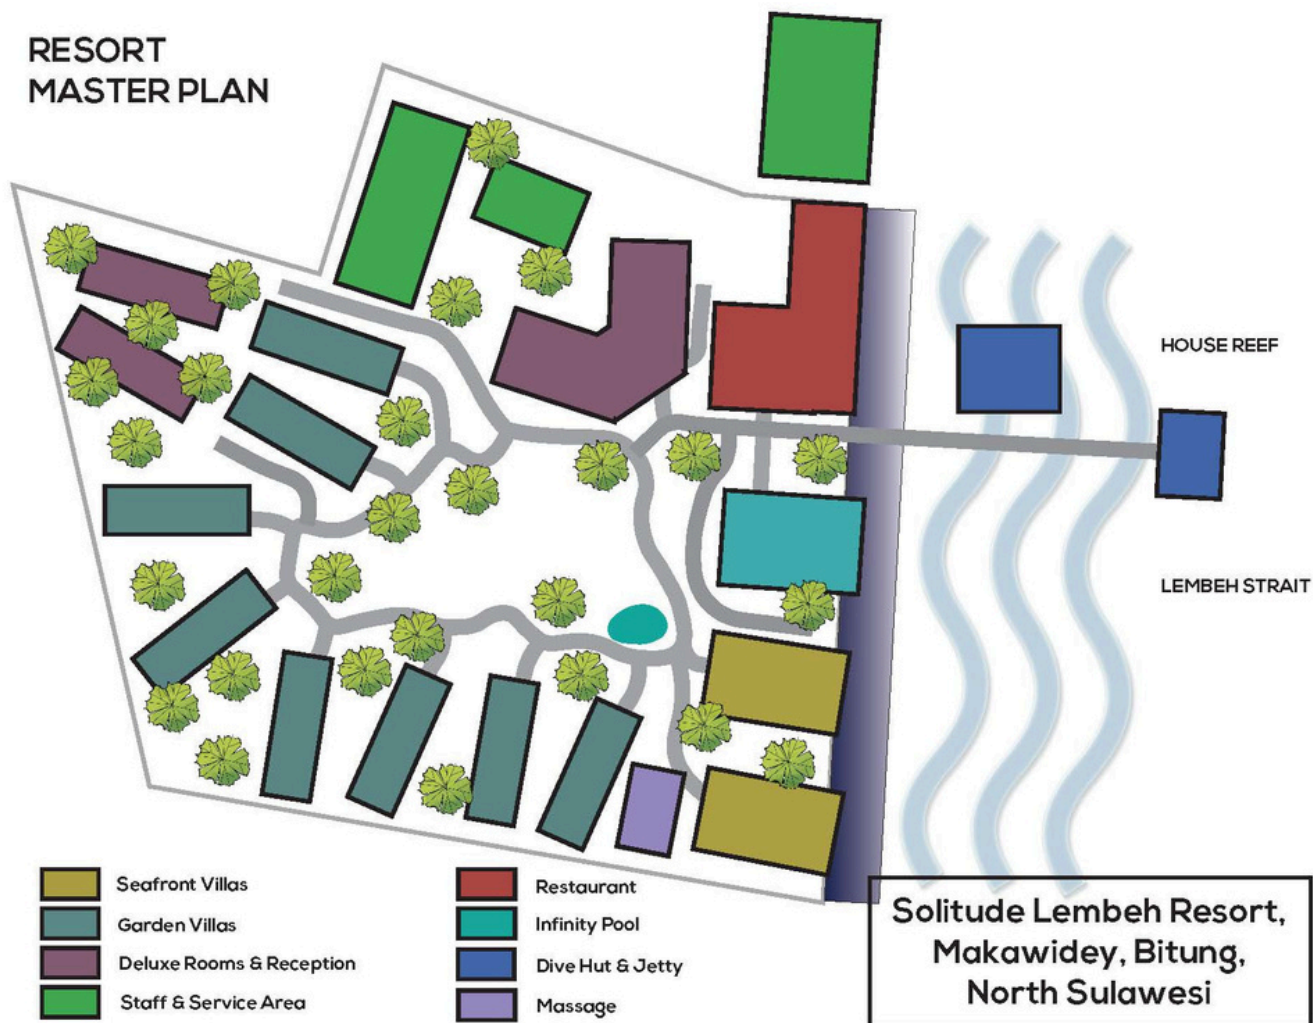 RESORT
MASTER PLAN
HOUSE REEF
LEMBEH STRAIT
Seafront Villas
Garden Villas
Deluxe Rooms & Reception
Staff & Service Area
Restaurant
Infinity Pool
Dive Hut & Jetty
Massage
Solitude Lembeh Resort,
Makawidey, Bitung,
North Sulawesi